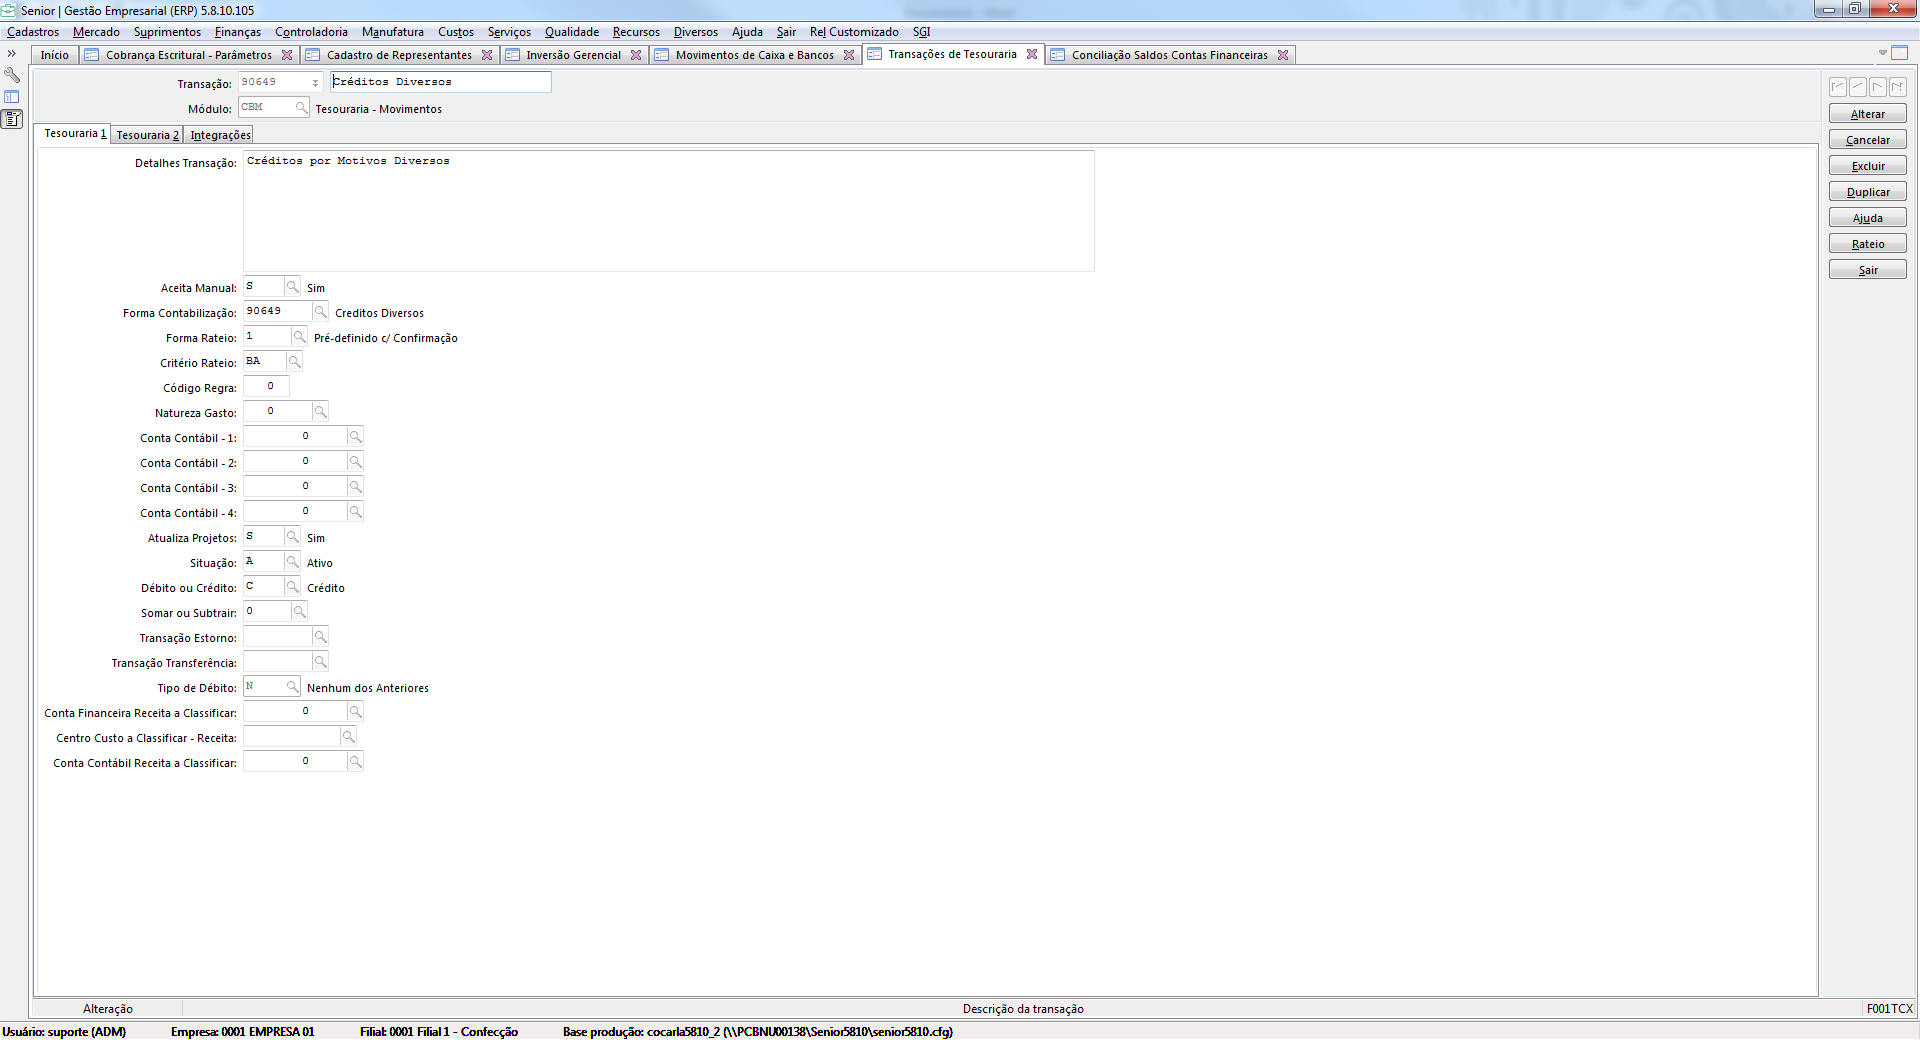 Senior | Gestão Empresarial (ERP) 5.8.10.105
Cadastros Mercado Suprimentos Finanças Controladoria Manufatura Custos Serviços Qualidade Recursos Diversos Ajuda Sair Rel Customizado SGI
Início Cobrança Escritural - Parâmetros Cadastro de Representantes Inversão Gerencial Movimentos de Caixa e Bancos Transações de Tesouraria Conciliação Saldos Contas Financeiras
Transação: 90649 Créditos Diversos
Módulo: CBM Tesouraria - Movimentos
Tesouraria 1 Tesouraria 2 Integrações
Detalhes Transação: Créditos por Motivos Diversos
Aceita Manual: S Sim
Forma Contabilização: 90649 Creditos Diversos
Forma Rateio: 1 Pré-definido c/ Confirmação
Critério Rateio: BA
Código Regra: 0
Natureza Gasto: 0
Conta Contábil - 1: 0
Conta Contábil - 2: 0
Conta Contábil - 3: 0
Conta Contábil - 4: 0
Atualiza Projetos: S Sim
Situação: A Ativo
Débito ou Crédito: C Crédito
Somar ou Subtrair: 0
Transação Estorno:
Transação Transferência:
Tipo de Débito: N Nenhum dos Anteriores
Conta Financeira Receita a Classificar: 0
Centro Custo a Classificar - Receita:
Conta Contábil Receita a Classificar: 0
Alterar
Cancelar
Excluir
Duplicar
Ajuda
Rateio
Sair
Alteração Descrição da transação F001TCX
Usuário: suporte (ADM) Empresa: 0001 EMPRESA 01 Filial: 0001 Filial 1 - Confecção Base produção: cocarla5810_2 (\\PCBNU00138\Senior5810\senior5810.cfg)